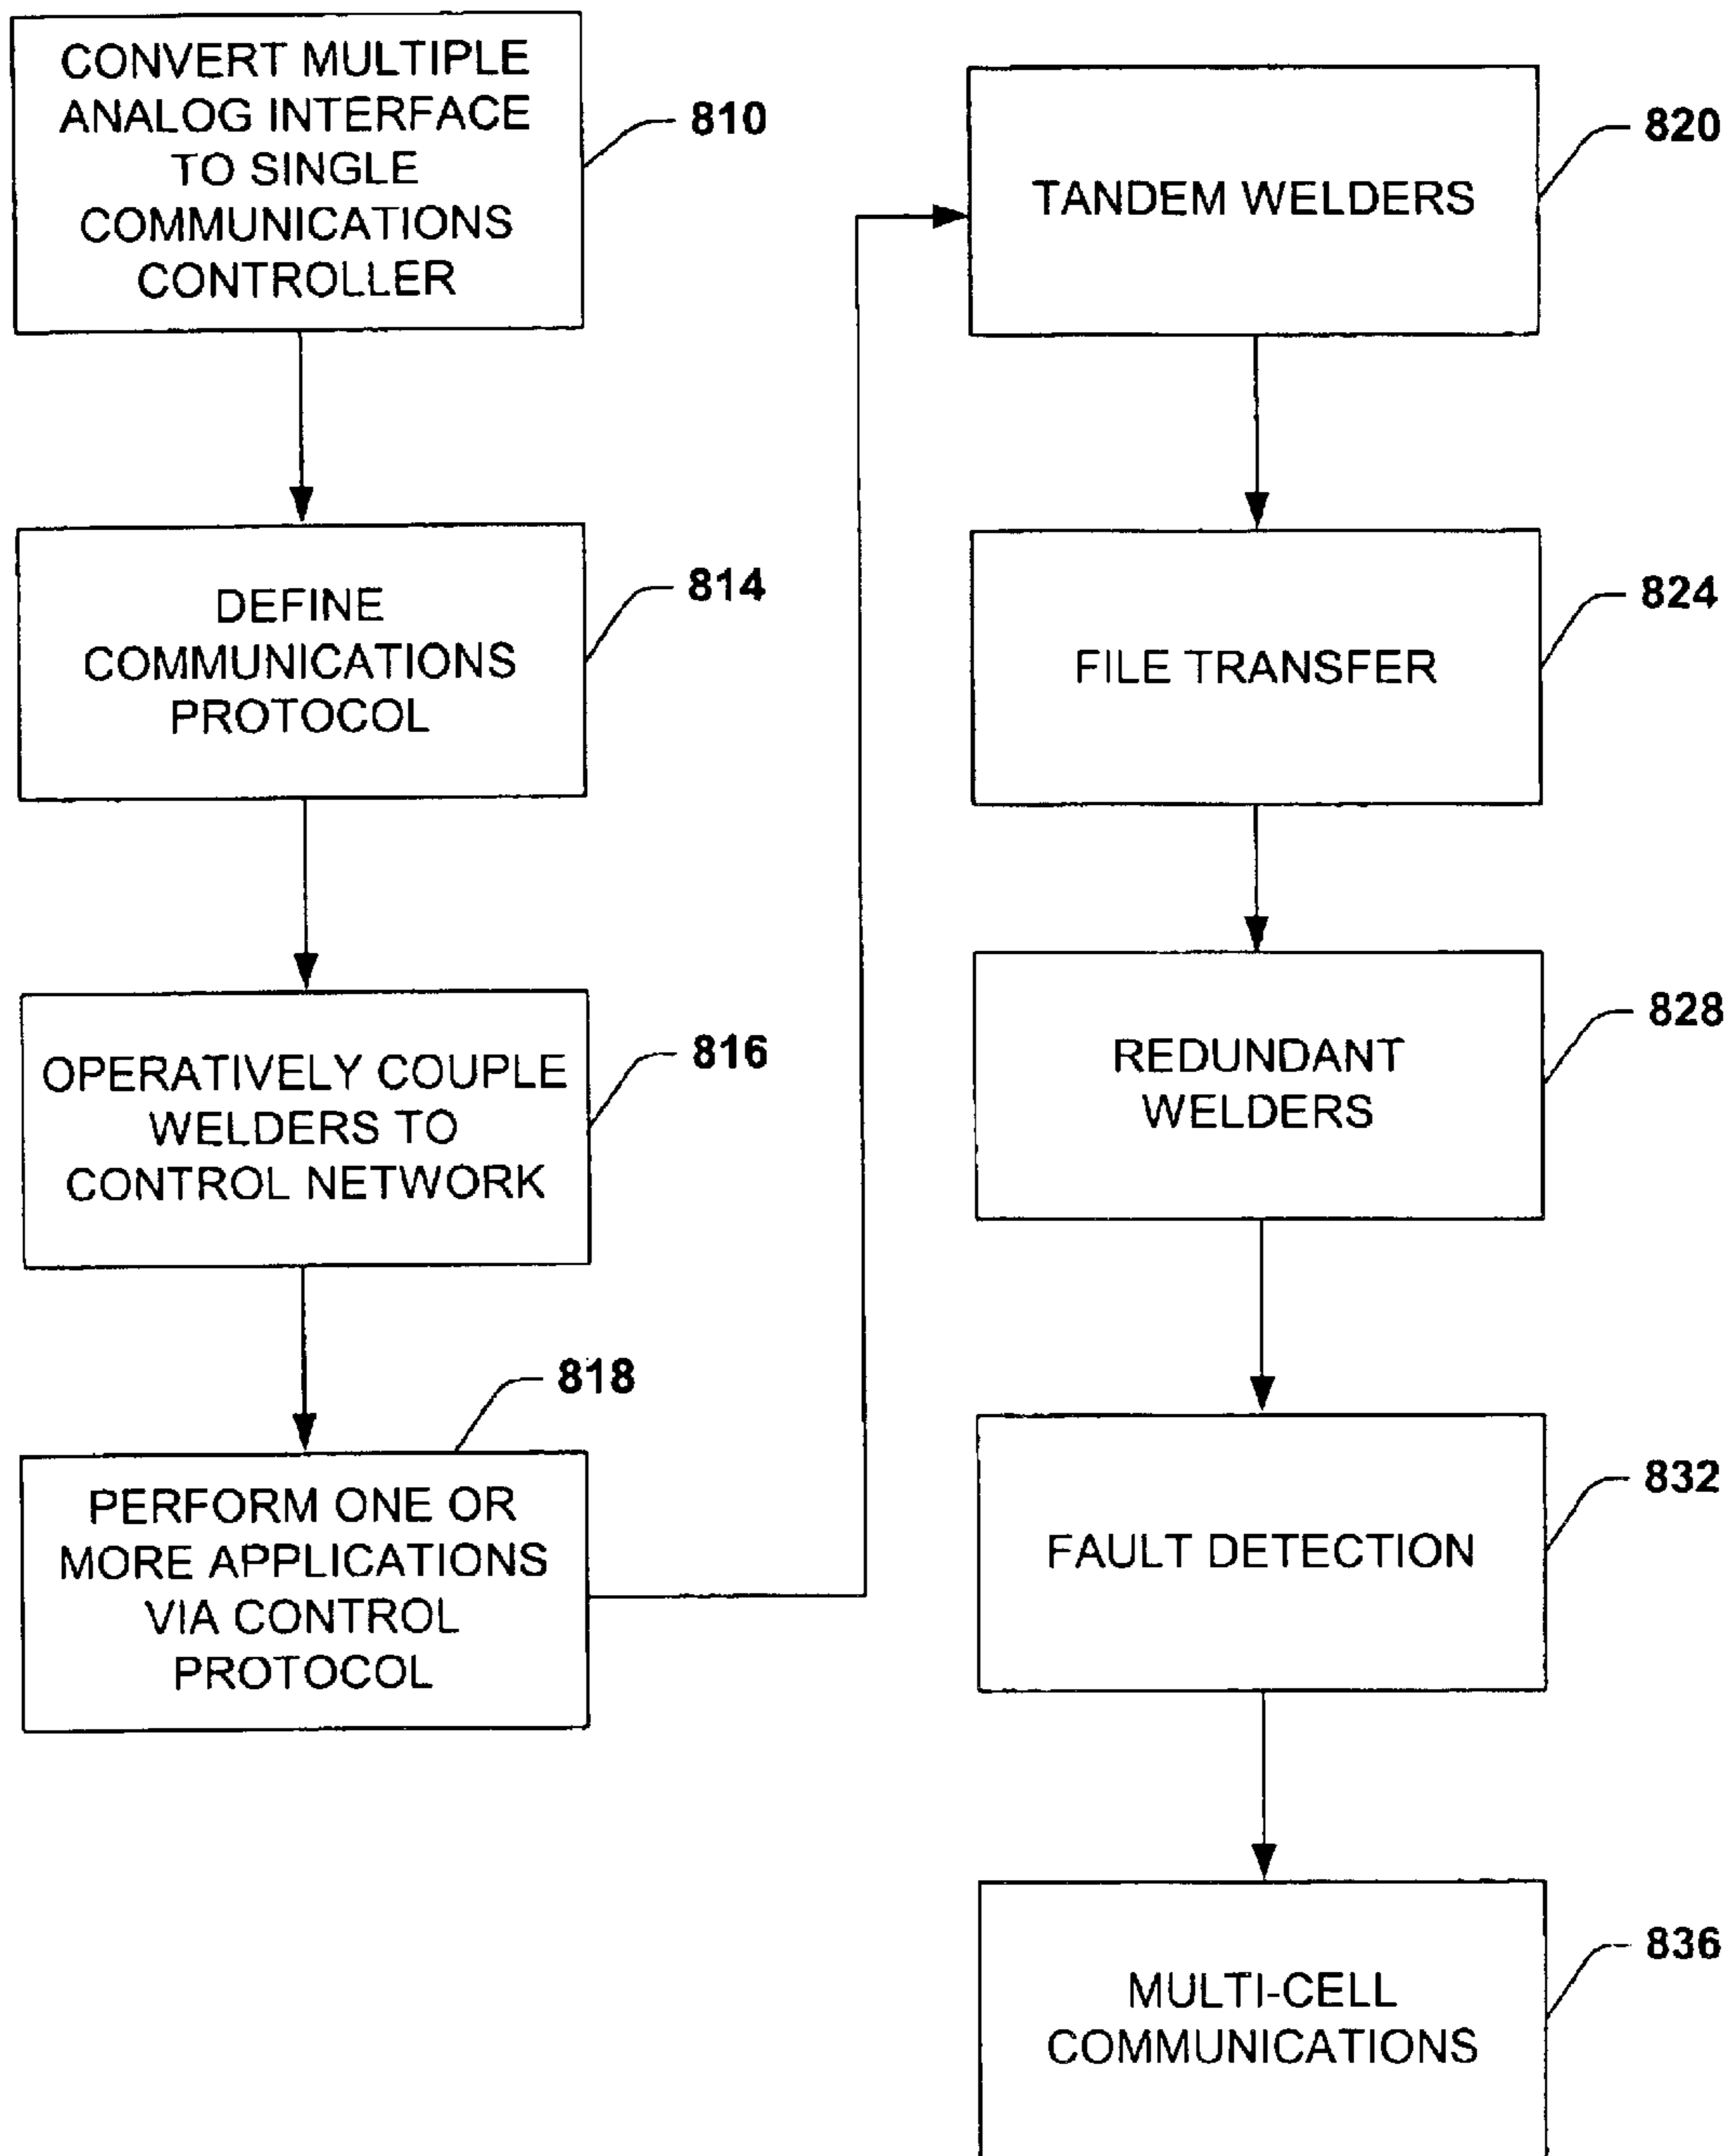 CONVERT MULTIPLE
ANALOG INTERFACE
TO SINGLE
COMMUNICATIONS
CONTROLLER
810
DEFINE
COMMUNICATIONS
PROTOCOL
814
OPERATIVELY COUPLE
WELDERS TO
CONTROL NETWORK
816
818
PERFORM ONE OR
MORE APPLICATIONS
VIA CONTROL
PROTOCOL
TANDEM WELDERS
820
FILE TRANSFER
824
REDUNDANT
WELDERS
828
FAULT DETECTION
832
MULTI-CELL
COMMUNICATIONS
836